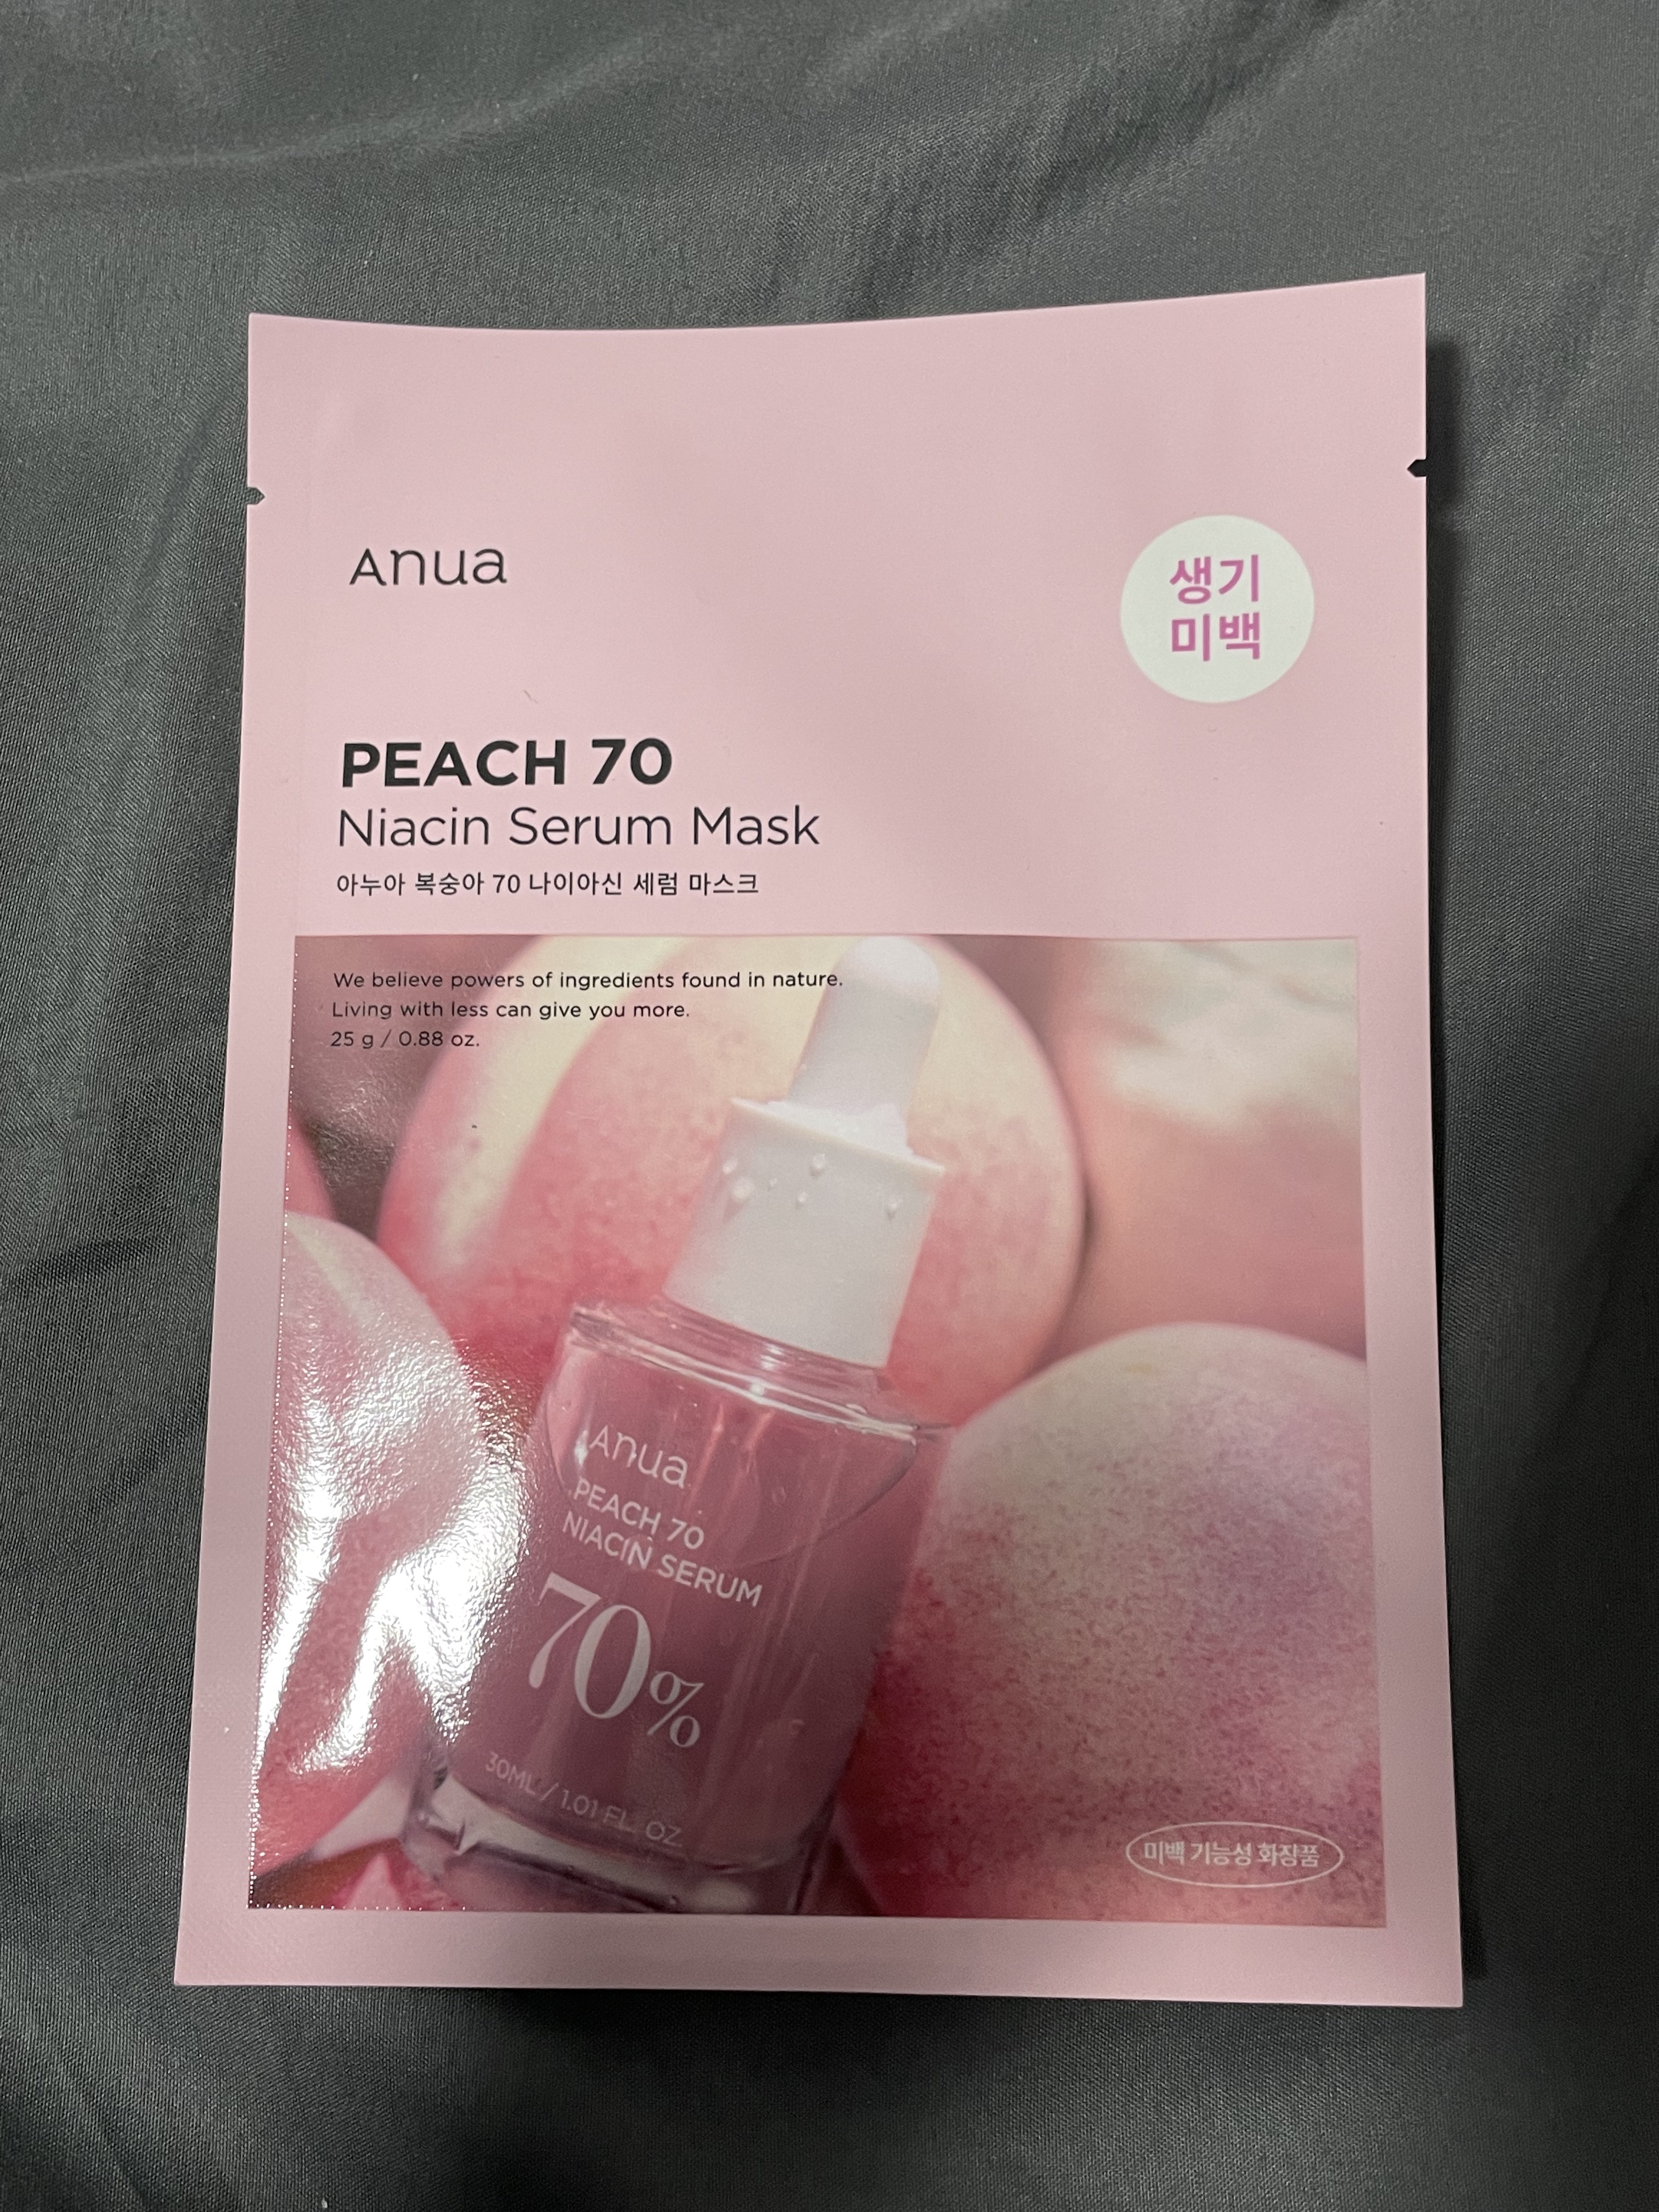 Anua
생기
미백
PEACH 70
Niacin Serum Mask
아누아 복숭아 70 나이아신 세럼 마스크
We believe powers of ingredients found in nature.
Living with less can give you more.
25 g / 0.88 oz.
Anua
PEACH 70
NIACIN SERUM
70%
30ML / 1.01 FL. OZ.
미백 기능성 화장품